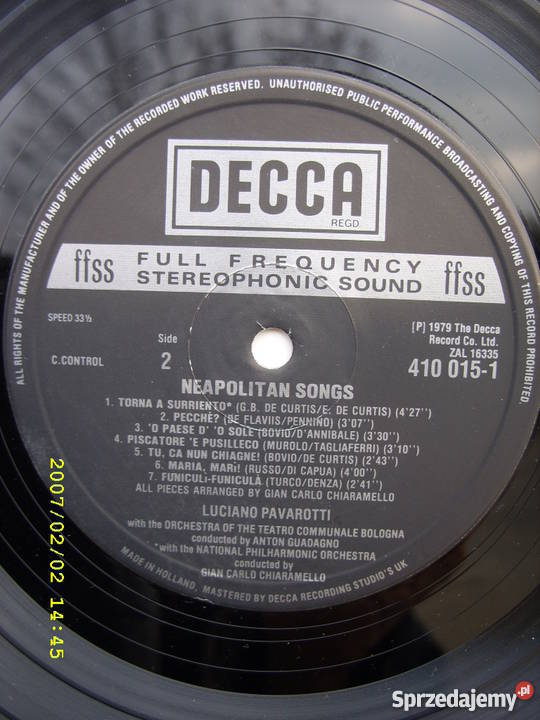 ALL RIGHTS OF THE MANUFACTURER AND OF THE OWNER OF THE RECORDED WORK RESERVED. UNAUTHORISED PUBLIC PERFORMANCE BROADCASTING AND COPYING OF THIS RECORD PROHIBITED.
DECCA
REGD
ffss FULL FREQUENCY ffss
STEREOPHONIC SOUND
SPEED 33⅓
[P] 1979 The Decca
Record Co. Ltd.
ZAL 16335
C.CONTROL
Side
2
410 015-1
NEAPOLITAN SONGS
1. TORNA A SURRIENTO* (G.B. DE CURTIS/E. DE CURTIS) (4'27'')
2. PECCHE? (DE FLAVIIS/PENNINO) (3'07'')
3. 'O PAESE D' 'O SOLE (BOVIO/D'ANNIBALE) (3'30'')
4. PISCATORE 'E PUSILLECO (MUROLO/TAGLIAFERRI) (4'10'')
5. TU, CA NUN CHIAGNE! (BOVIO/DE CURTIS) (2'43'')
6. MARIA, MARI! (RUSSO/DI CAPUA) (4'00'')
7. FUNICULI-FUNICULÀ (TURCO/DENZA) (2'41'')
ALL PIECES ARRANGED BY GIAN CARLO CHIARAMELLO
LUCIANO PAVAROTTI
with the ORCHESTRA OF THE TEATRO COMMUNALE BOLOGNA
conducted by ANTON GUADAGNO
*with the NATIONAL PHILHARMONIC ORCHESTRA
conducted by
GIAN CARLO CHIARAMELLO
MADE IN HOLLAND. MASTERED BY DECCA RECORDING STUDIO'S UK
2007/02/02 14:45
Sprzedajemy.pl